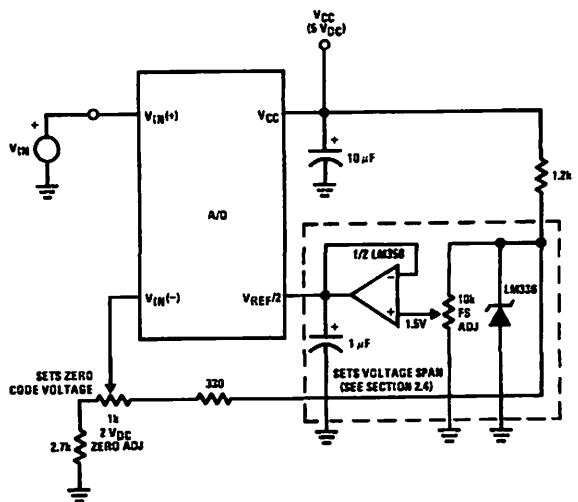 VCC
(5 VDC)
VIN(+)
VCC
+
VIN
+
10 µF
1.2k
A/D
1/2 LM358
LM336
VIN(−)
VREF/2
−
+
1.5V
10k
FS
ADJ
+
1 µF
SETS ZERO
CODE VOLTAGE
330
SETS VOLTAGE SPAN
(SEE SECTION 2.4)
1k
2 VDC
ZERO ADJ
2.7k